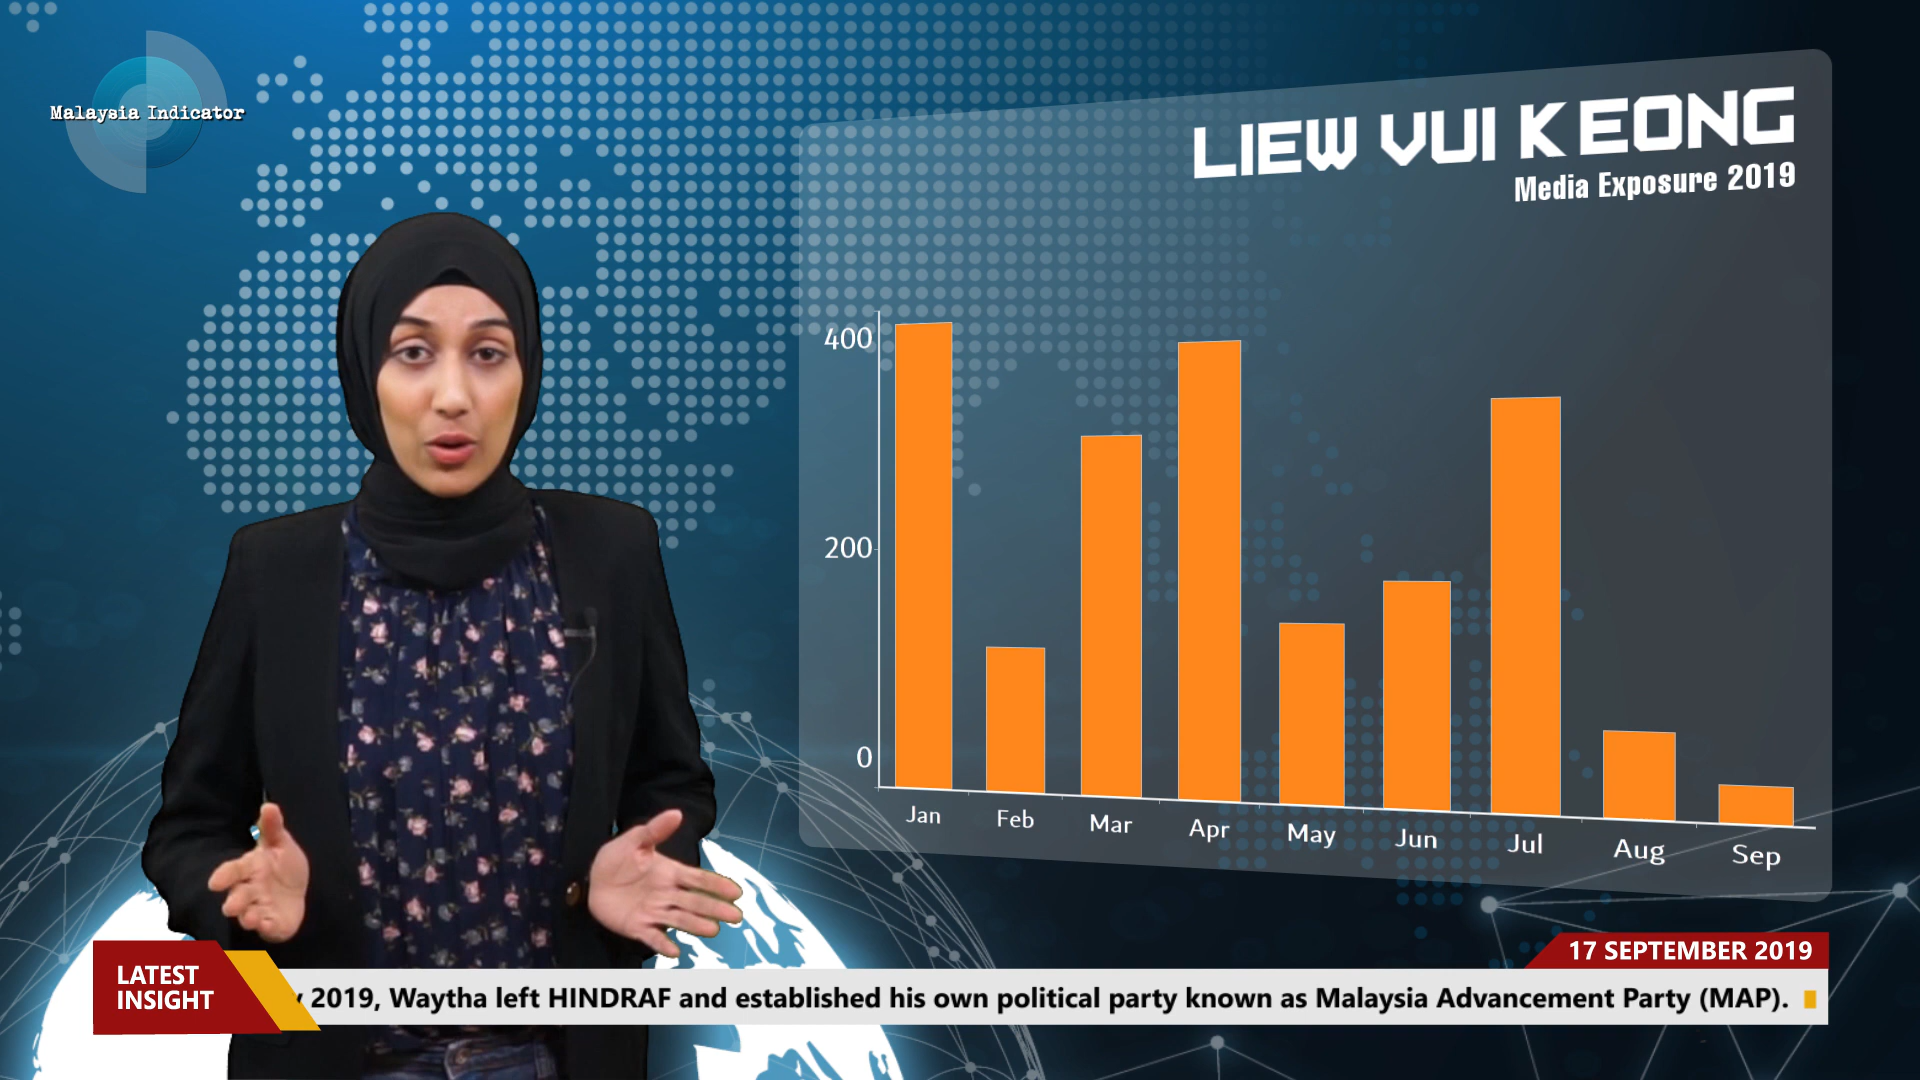 Malaysia Indicator
LIEW VUI KEONG
Media Exposure 2019
400
200
0
Jan Feb Mar Apr May Jun Jul Aug Sep
17 SEPTEMBER 2019
LATEST
INSIGHT
2019, Waytha left HINDRAF and established his own political party known as Malaysia Advancement Party (MAP).